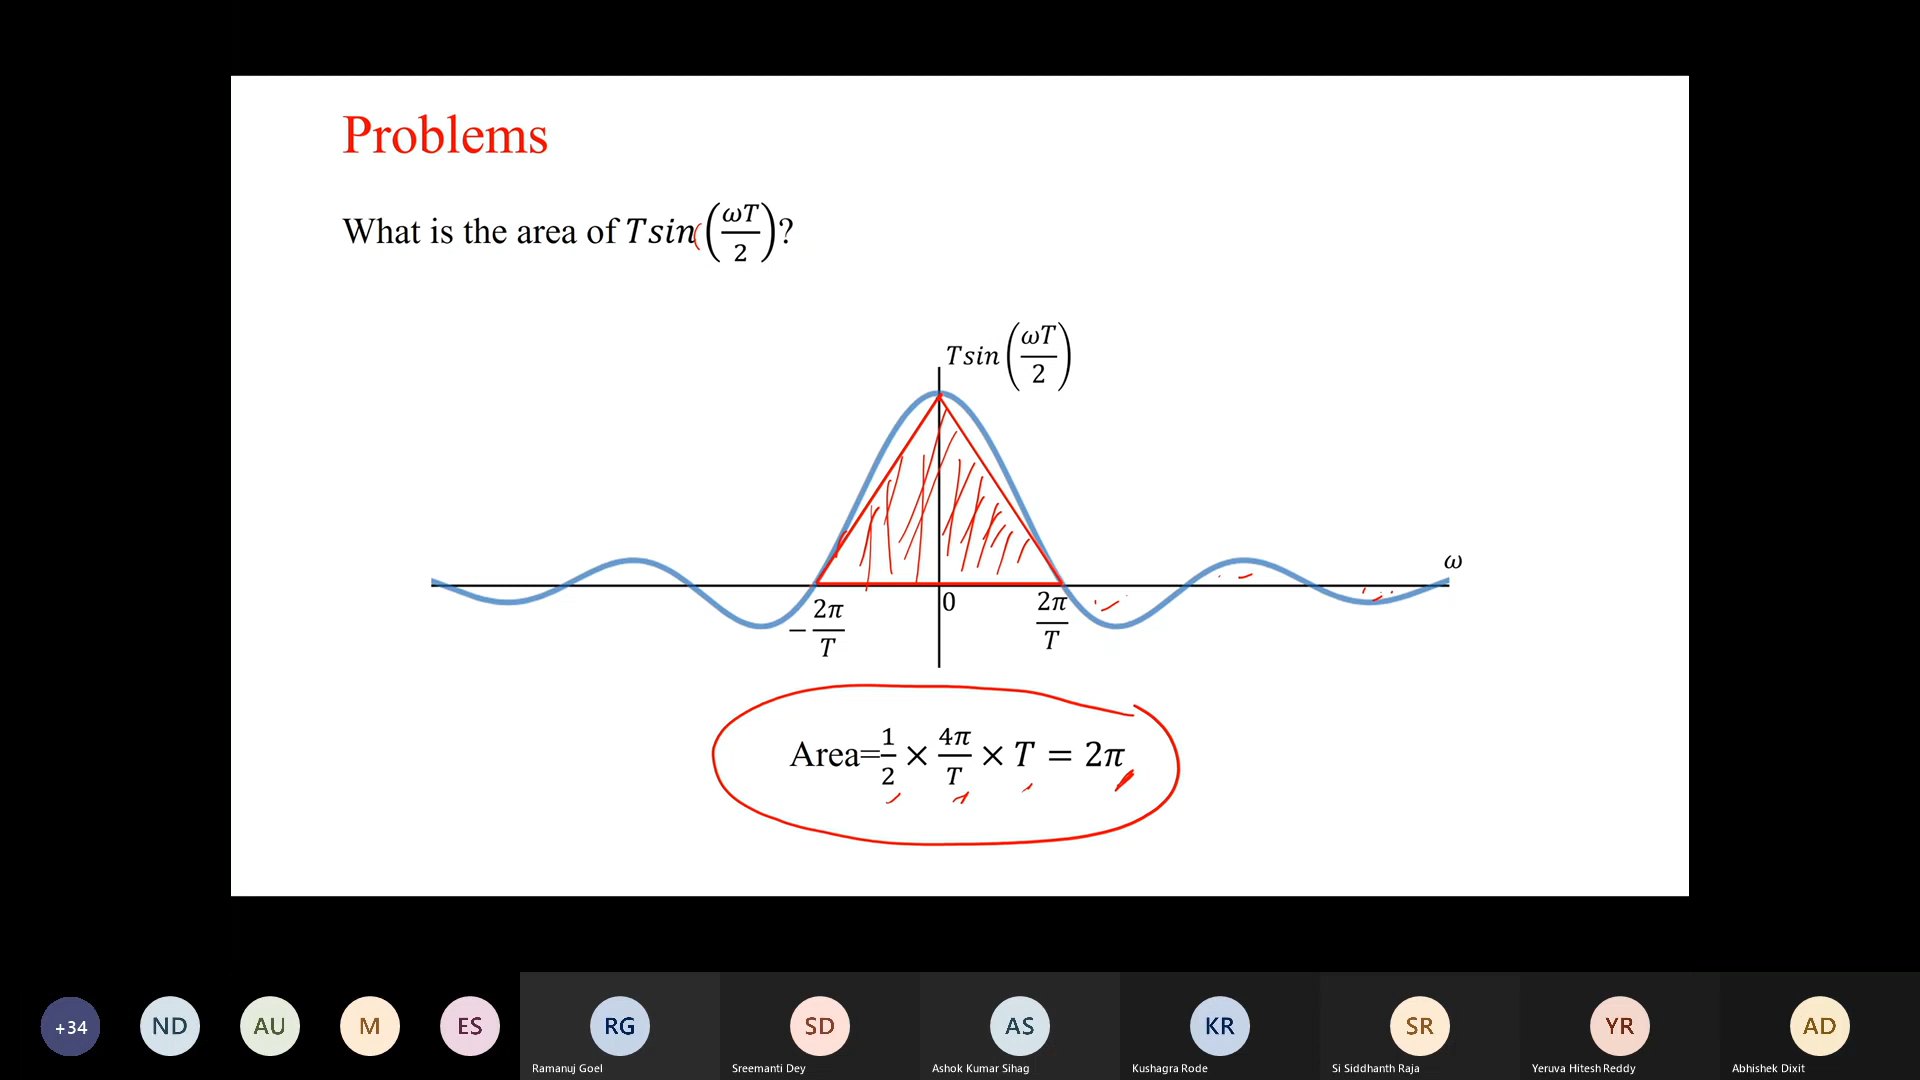 Problems
What is the area of Tsin(ωT/2)?
Tsin(ωT/2)
ω
−2π/T
0
2π/T
Area=1/2 × 4π/T × T = 2π
+34
ND
AU
M
ES
RG
SD
AS
KR
SR
YR
AD
Ramanuj Goel
Sreemanti Dey
Ashok Kumar Sihag
Kushagra Rode
Si Siddhanth Raja
Yeruva Hitesh Reddy
Abhishek Dixit